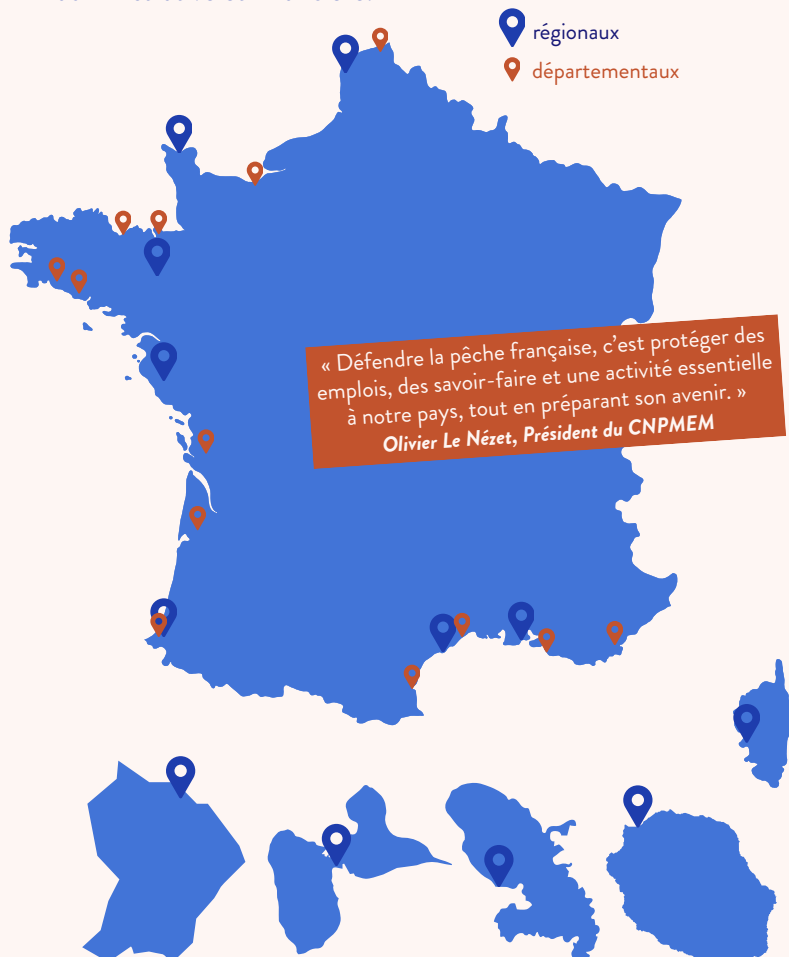 régionaux
départementaux
« Défendre la pêche française, c'est protéger des
emplois, des savoir-faire et une activité essentielle
à notre pays, tout en préparant son avenir. »
Olivier Le Nézet, Président du CNPMEM